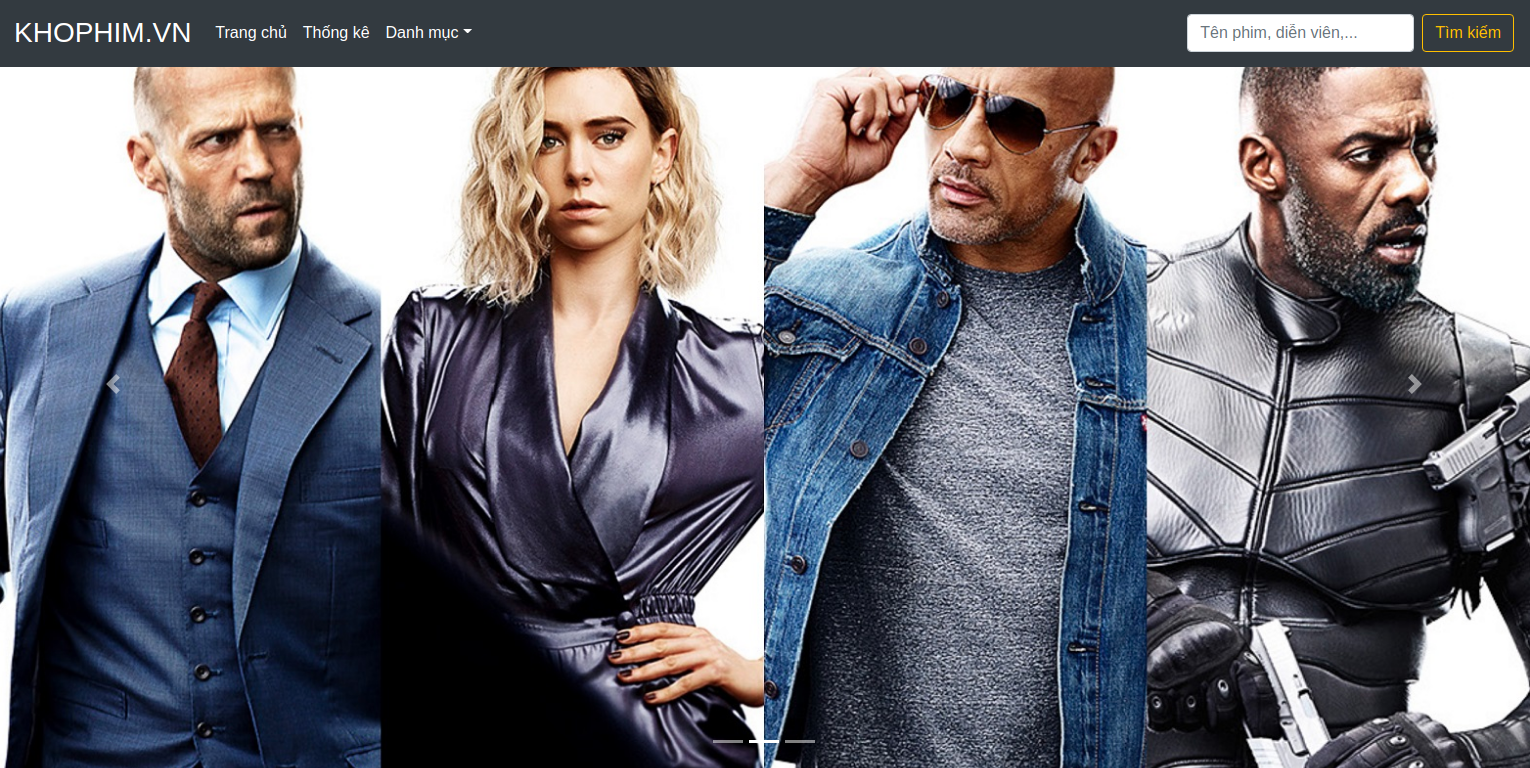 KHOPHIM.VN
Trang chủ
Thống kê
Danh mục
Tên phim, diễn viên,...
Tìm kiếm